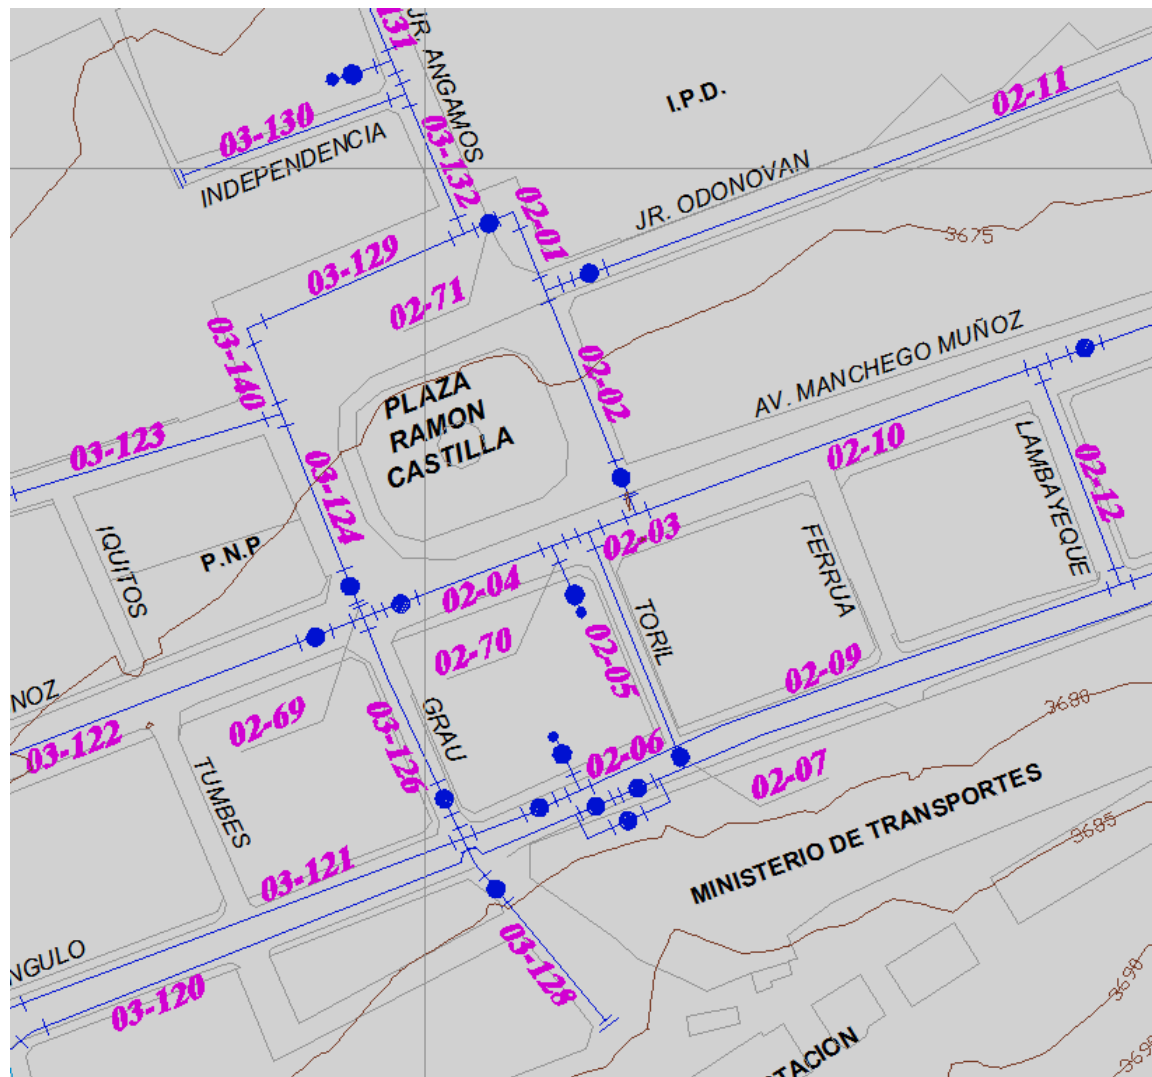 131
JR. ANGAMOS
03-130
INDEPENDENCIA
03-132
I.P.D.
02-11
JR. ODONOVAN
02-01
03-129
02-71
3675
03-140
02-02
AV. MANCHEGO MUÑOZ
PLAZA
RAMON
CASTILLA
03-123
03-124
02-10
LAMBAYEQUE
02-12
IQUITOS
P.N.P
02-03
FERRUA
02-04
02-70
02-05
TORIL
02-09
NOZ
02-69
03-122
03-126
GRAU
TUMBES
02-06
02-07
3680
MINISTERIO DE TRANSPORTES
3685
03-121
NGULO
03-120
03-128
3690
TACION